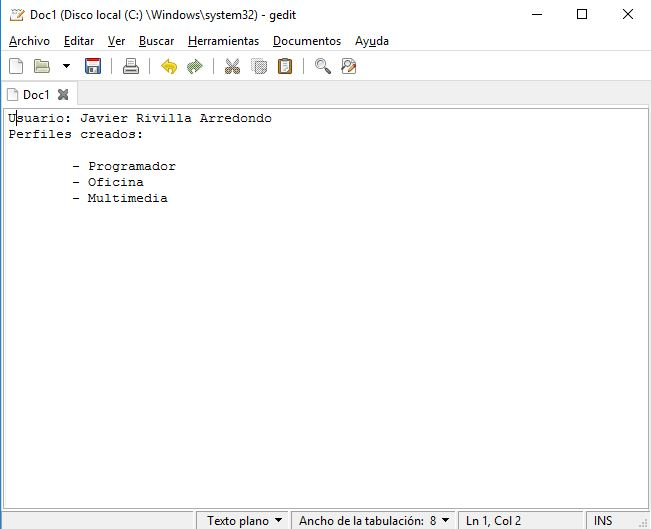 Doc1 (Disco local (C:) \Windows\system32) - gedit
Archivo Editar Ver Buscar Herramientas Documentos Ayuda
Doc1
Usuario: Javier Rivilla Arredondo
Perfiles creados:
- Programador
- Oficina
- Multimedia
Texto plano Ancho de la tabulación: 8 Ln 1, Col 2 INS